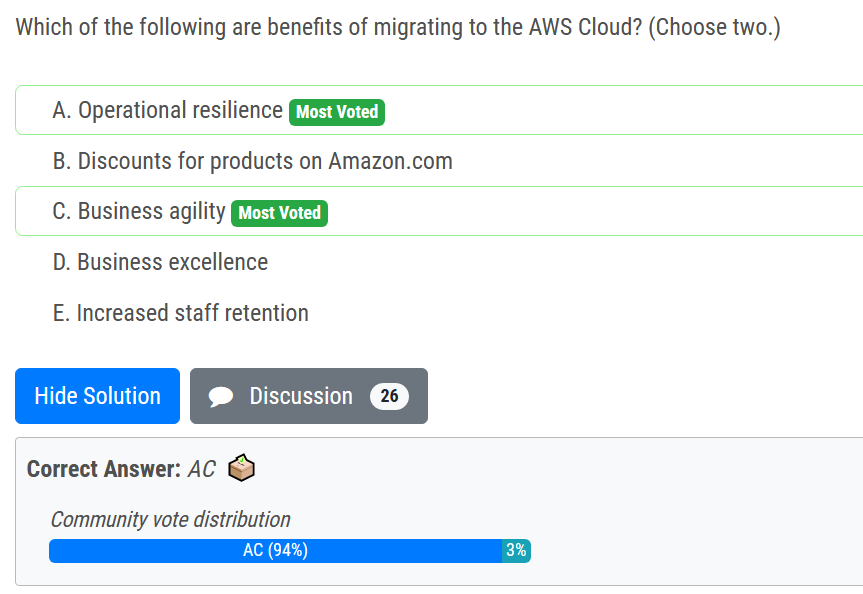 Which of the following are benefits of migrating to the AWS Cloud? (Choose two.)
A. Operational resilience Most Voted
B. Discounts for products on Amazon.com
C. Business agility Most Voted
D. Business excellence
E. Increased staff retention
Hide Solution Discussion 26
Correct Answer: AC
Community vote distribution
AC (94%) 3%